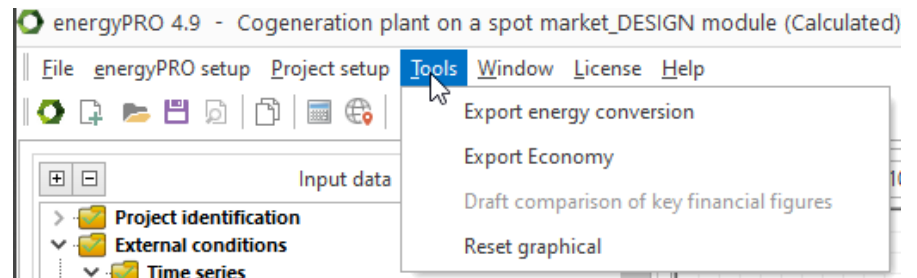 energyPRO 4.9 - Cogeneration plant on a spot market_DESIGN module (Calculated)
File energyPRO setup Project setup Tools Window License Help
Export energy conversion
Export Economy
Draft comparison of key financial figures
Reset graphical
Input data
Project identification
External conditions
Time series